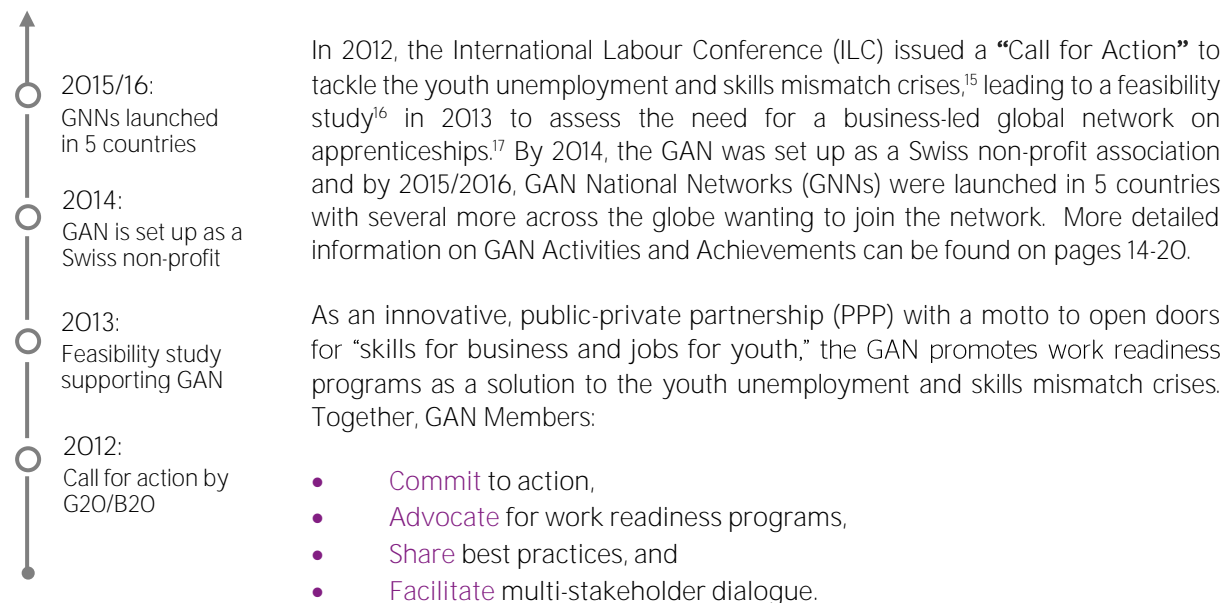 2015/16:
GNNs launched
in 5 countries
2014:
GAN is set up as a
Swiss non-profit
2013:
Feasibility study
supporting GAN
2012:
Call for action by
G20/B20
In 2012, the International Labour Conference (ILC) issued a “Call for Action” to
tackle the youth unemployment and skills mismatch crises,15 leading to a feasibility
study16 in 2013 to assess the need for a business-led global network on
apprenticeships.17 By 2014, the GAN was set up as a Swiss non-profit association
and by 2015/2016, GAN National Networks (GNNs) were launched in 5 countries
with several more across the globe wanting to join the network. More detailed
information on GAN Activities and Achievements can be found on pages 14-20.
As an innovative, public-private partnership (PPP) with a motto to open doors
for “skills for business and jobs for youth,” the GAN promotes work readiness
programs as a solution to the youth unemployment and skills mismatch crises.
Together, GAN Members:
• Commit to action,
• Advocate for work readiness programs,
• Share best practices, and
• Facilitate multi-stakeholder dialogue.